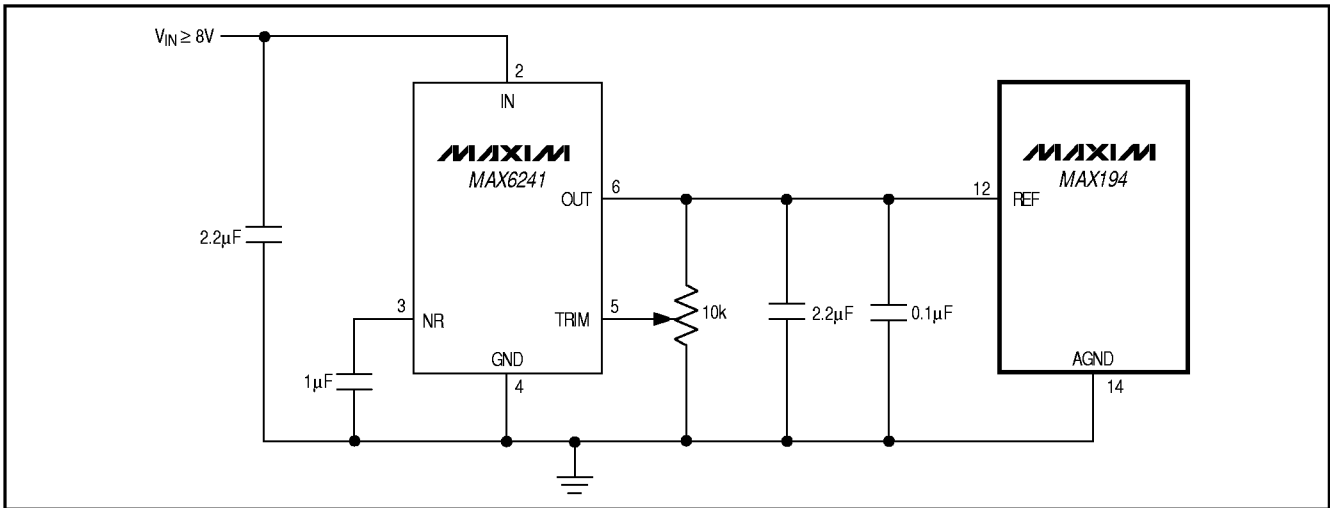 V_IN ≥ 8V
2
IN
MAXIM
MAX6241
OUT
6
12
REF
MAXIM
MAX194
2.2µF
3
NR
TRIM
5
10k
2.2µF
0.1µF
1µF
GND
4
AGND
14